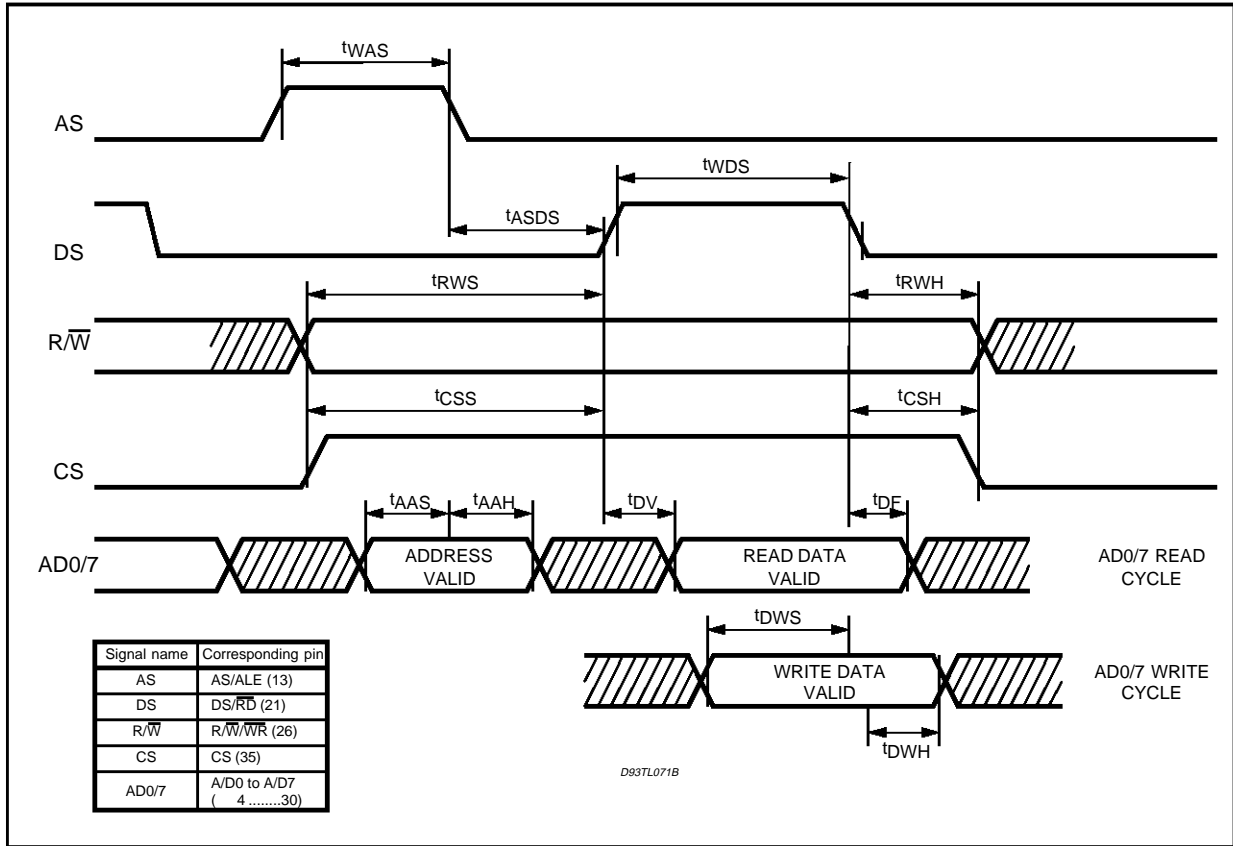 tWAS
AS
tWDS
tASDS
DS
tRWS
tRWH
R/W̅
tCSS
tCSH
CS
tAAS
tAAH
tDV
tDF
AD0/7
ADDRESS
VALID
READ DATA
VALID
AD0/7 READ
CYCLE
tDWS
WRITE DATA
VALID
AD0/7 WRITE
CYCLE
tDWH
Signal name Corresponding pin
AS AS/ALE (13)
DS DS/R̅D̅ (21)
R/W̅ R/W̅/W̅R̅ (26)
CS CS (35)
AD0/7 A/D0 to A/D7
( 4 ........30)
D93TL071B